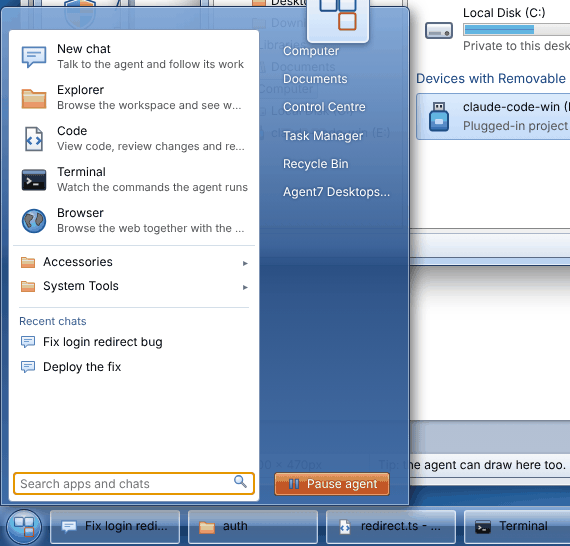 New chat
Talk to the agent and follow its work
Explorer
Browse the workspace and see w...
Code
View code, review changes and re...
Terminal
Watch the commands the agent runs
Browser
Browse the web together with the ...
Accessories
System Tools
Recent chats
Fix login redirect bug
Deploy the fix
Search apps and chats
Computer
Documents
Control Centre
Task Manager
Recycle Bin
Agent7 Desktops...
Pause agent
Local Disk (C:)
Private to this desk
Devices with Removable
claude-code-win (
Plugged-in project
Tip: the agent can draw here too.
Fix login redi...
auth
redirect.ts - ...
Terminal